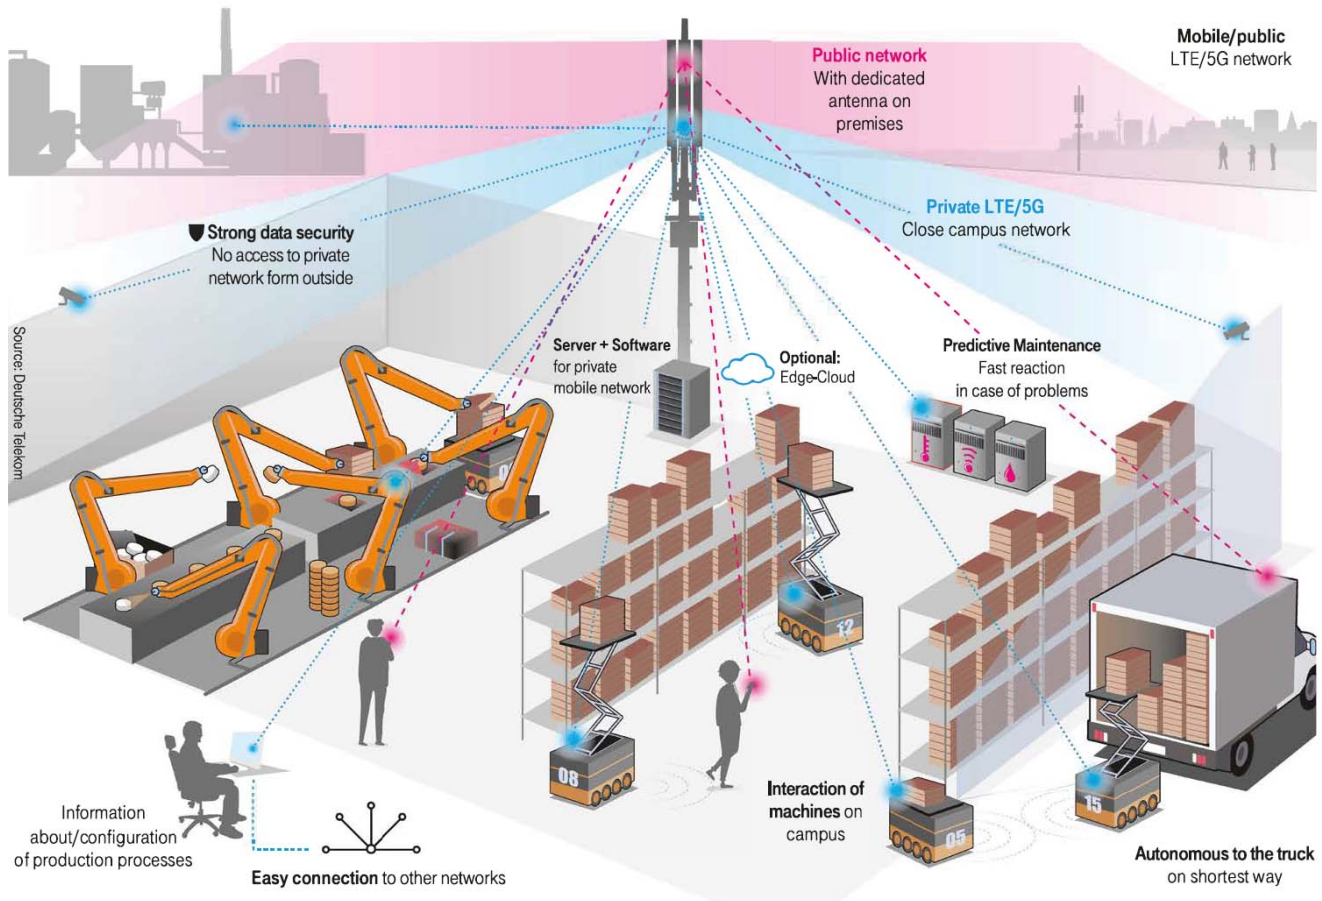 Mobile/public
LTE/5G network
Public network
With dedicated
antenna on
premises
Private LTE/5G
Close campus network
Strong data security
No access to private
network form outside
Source: Deutsche Telekom
Server + Software
for private
mobile network
Optional:
Edge-Cloud
Predictive Maintenance
Fast reaction
in case of problems
12
08
05
15
Information
about/configuration
of production processes
Easy connection to other networks
Interaction of
machines on
campus
Autonomous to the truck
on shortest way